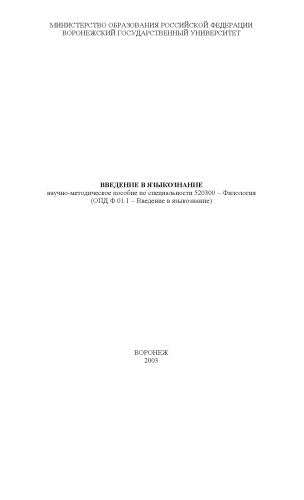 МИНИСТЕРСТВО ОБРАЗОВАНИЯ РОССИЙСКОЙ ФЕДЕРАЦИИ
ВОРОНЕЖСКИЙ ГОСУДАРСТВЕННЫЙ УНИВЕРСИТЕТ
ВВЕДЕНИЕ В ЯЗЫКОЗНАНИЕ
научно-методическое пособие по специальности 520300 – Филология
(ОПД.Ф.01.1 – Введение в языкознание)
ВОРОНЕЖ
2003